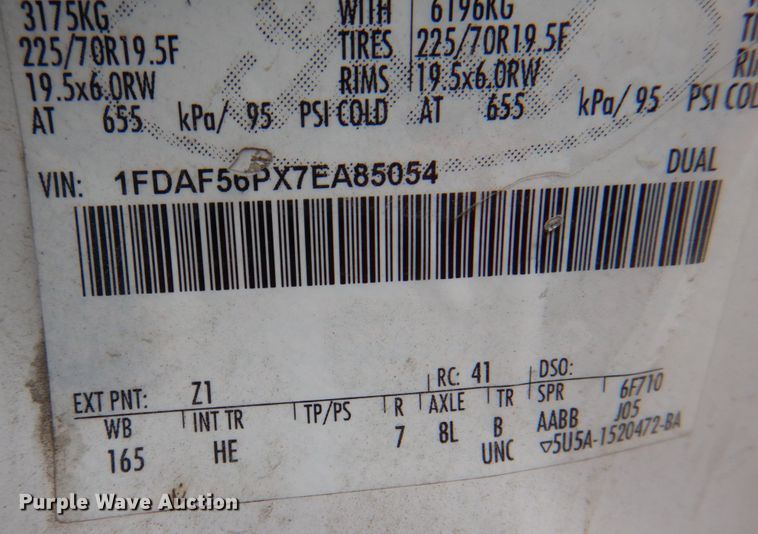 3175KG WITH 6196KG
225/70R19.5F TIRES 225/70R19.5F
19.5x6.0RW RIMS 19.5x6.0RW
AT 655 kPa/ 95 PSI COLD AT 655 kPa/ 95 PSI COL
VIN: 1FDAF56PX7EA85054 DUAL
EXT PNT: Z1 RC: 41 DSO:
WB INT TR TP/PS R AXLE TR SPR 6F710
165 HE 7 8L B AABB J05
UNC ▽5U5A-1520472-BA
Purple Wave Auction